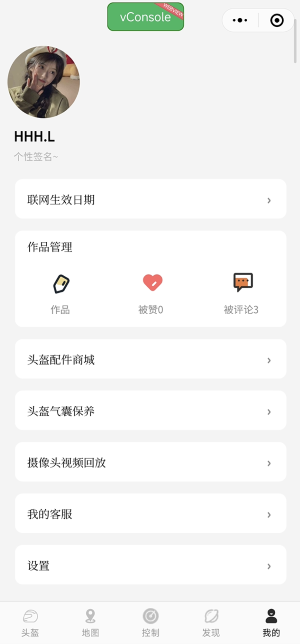 vConsole
WEBVIEW
HHH.L
个性签名~
联网生效日期
作品管理
作品
被赞0
被评论3
头盔配件商城
头盔气囊保养
摄像头视频回放
我的客服
设置
头盔
地图
控制
发现
我的